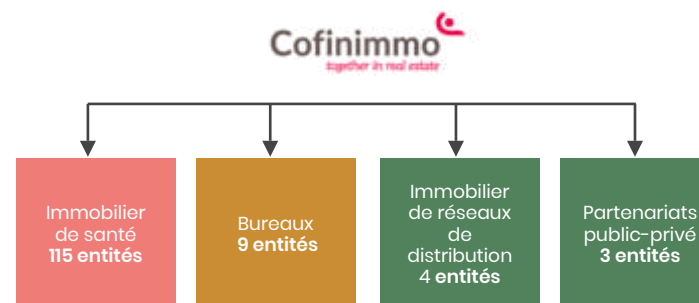 Cofinimmo
together in real estate
Immobilier
de santé
115 entités
Bureaux
9 entités
Immobilier
de réseaux
de
distribution
4 entités
Partenariats
public-privé
3 entités